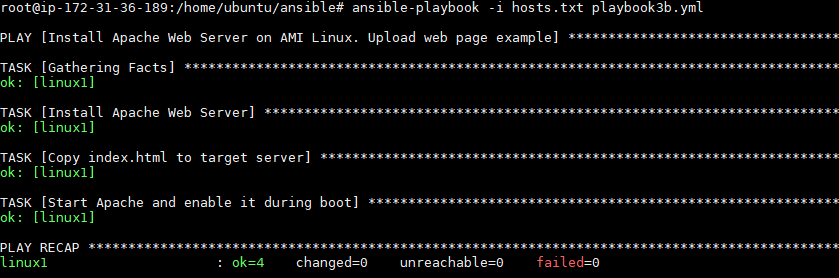 root@ip-172-31-36-189:/home/ubuntu/ansible# ansible-playbook -i hosts.txt playbook3b.yml
PLAY [Install Apache Web Server on AMI Linux. Upload web page example] **********************************
TASK [Gathering Facts] **********************************************************************************
ok: [linux1]
TASK [Install Apache Web Server] ************************************************************************
ok: [linux1]
TASK [Copy index.html to target server] *****************************************************************
ok: [linux1]
TASK [Start Apache and enable it during boot] ***********************************************************
ok: [linux1]
PLAY RECAP **********************************************************************************************
linux1                     : ok=4    changed=0    unreachable=0    failed=0